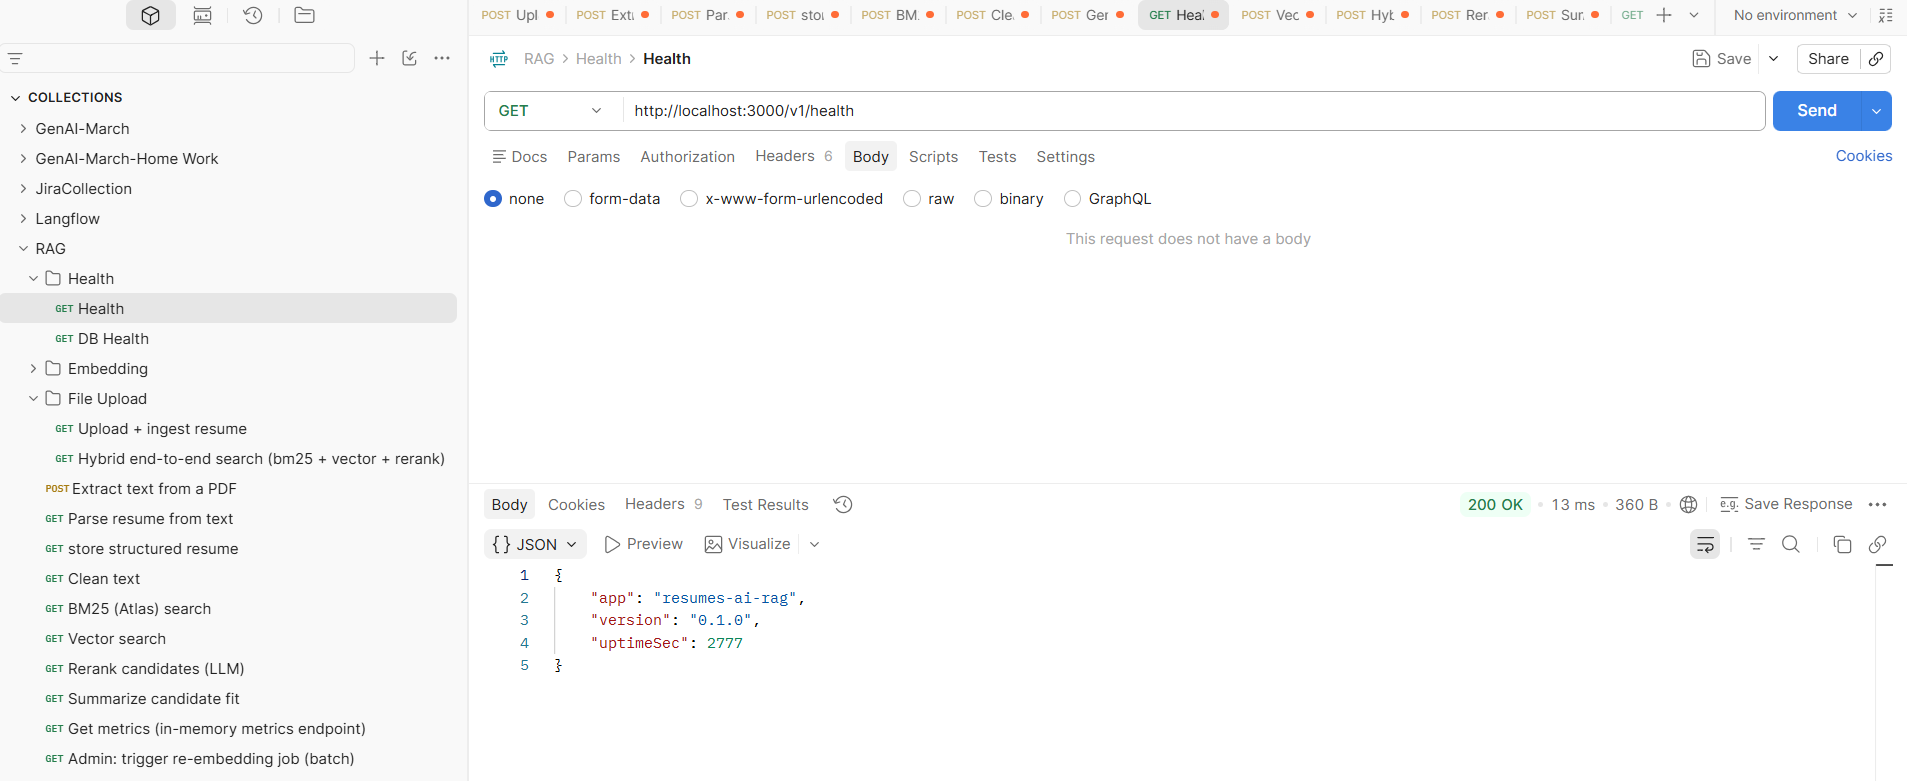 POST Upl
POST Ext
POST Par.
POST stor
POST BM.
POST Cle.
POST Ger
GET Heal
POST Vec
POST Hyb
POST Rer
POST Sur
GET
No environment
COLLECTIONS
GenAI-March
GenAI-March-Home Work
JiraCollection
Langflow
RAG
Health
GET Health
GET DB Health
Embedding
File Upload
GET Upload + ingest resume
GET Hybrid end-to-end search (bm25 + vector + rerank)
POST Extract text from a PDF
GET Parse resume from text
GET store structured resume
GET Clean text
GET BM25 (Atlas) search
GET Vector search
GET Rerank candidates (LLM)
GET Summarize candidate fit
GET Get metrics (in-memory metrics endpoint)
GET Admin: trigger re-embedding job (batch)
HTTP RAG > Health > Health
Save
Share
GET http://localhost:3000/v1/health
Send
Docs Params Authorization Headers 6 Body Scripts Tests Settings
Cookies
none form-data x-www-form-urlencoded raw binary GraphQL
This request does not have a body
Body Cookies Headers 9 Test Results
200 OK • 13 ms • 360 B
e.g. Save Response
{} JSON Preview Visualize
1 {
2 "app": "resumes-ai-rag",
3 "version": "0.1.0",
4 "uptimeSec": 2777
5 }